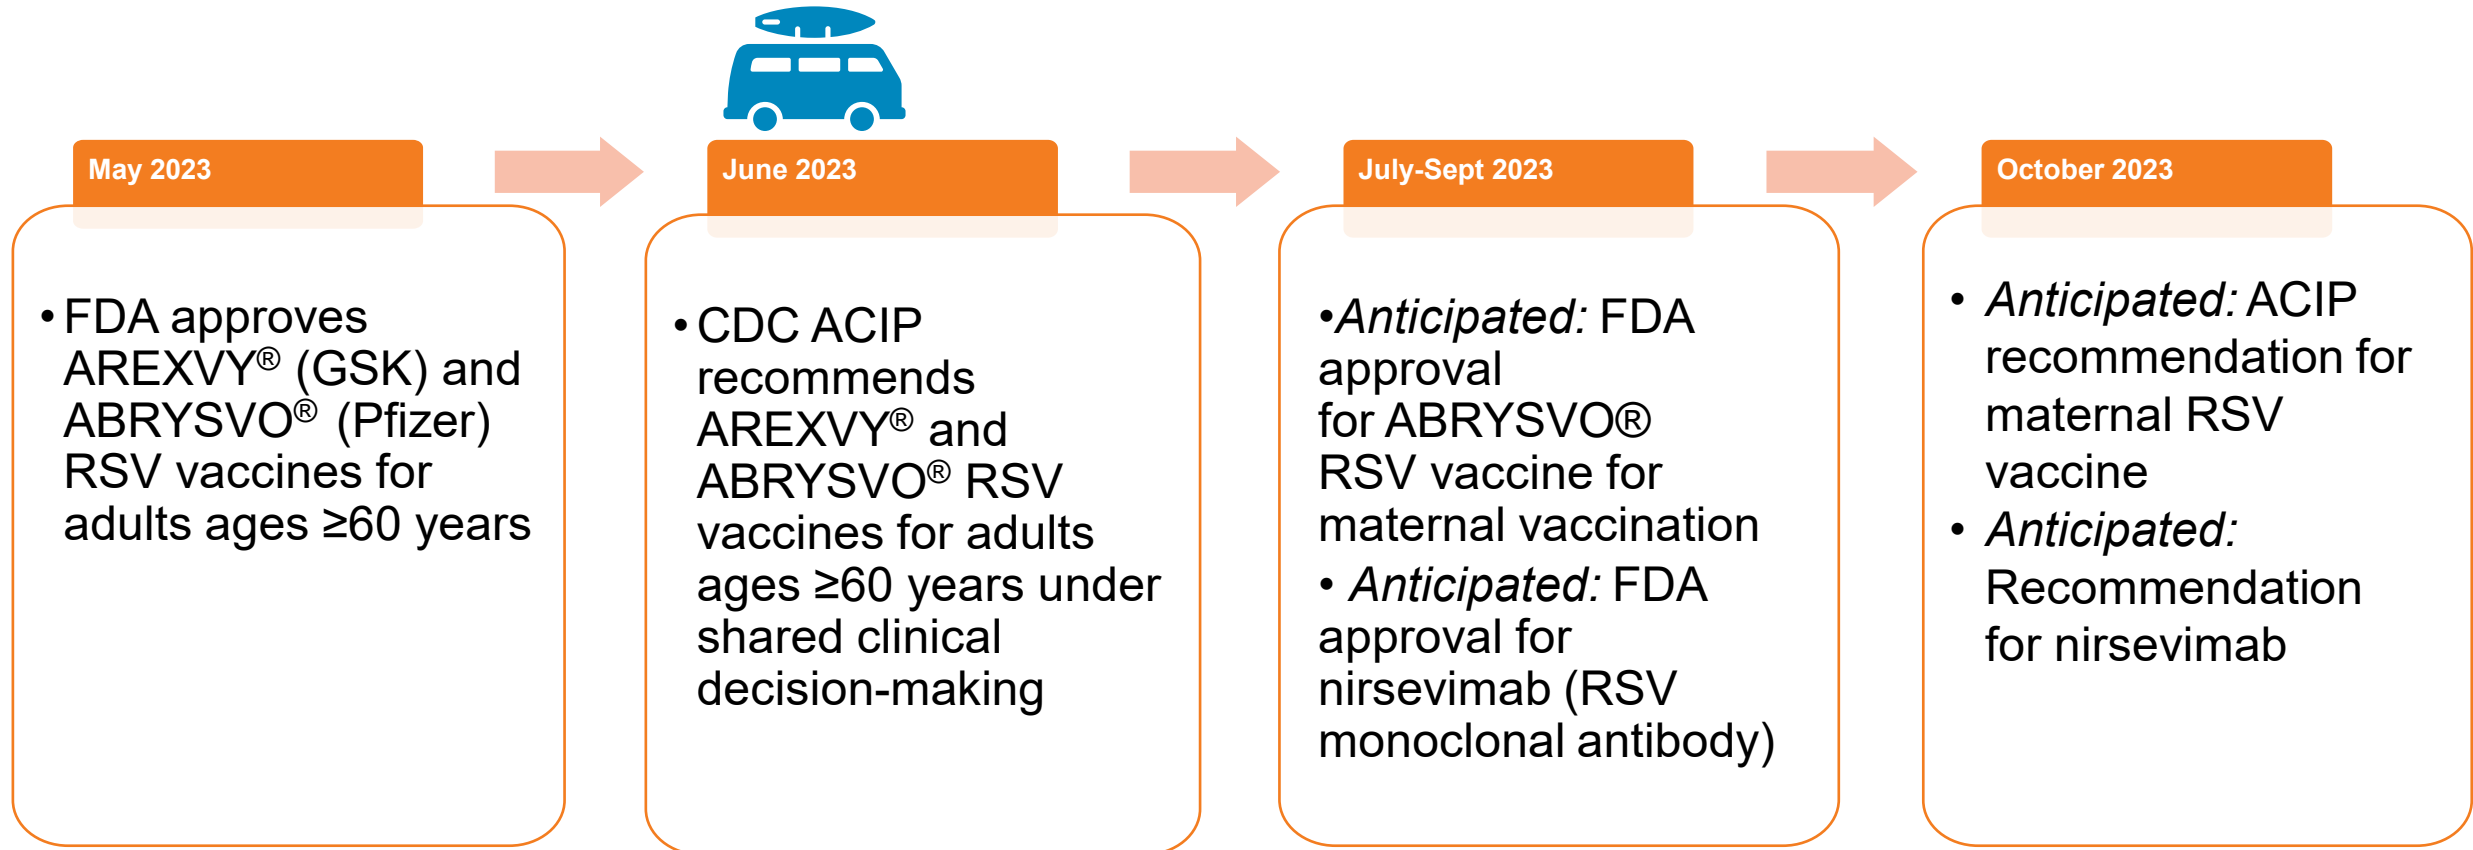 May 2023
• FDA approves
AREXVY® (GSK) and
ABRYSVO® (Pfizer)
RSV vaccines for
adults ages ≥60 years
June 2023
• CDC ACIP
recommends
AREXVY® and
ABRYSVO® RSV
vaccines for adults
ages ≥60 years under
shared clinical
decision-making
July-Sept 2023
•Anticipated: FDA
approval
for ABRYSVO®
RSV vaccine for
maternal vaccination
• Anticipated: FDA
approval for
nirsevimab (RSV
monoclonal antibody)
October 2023
• Anticipated: ACIP
recommendation for
maternal RSV
vaccine
• Anticipated:
Recommendation
for nirsevimab